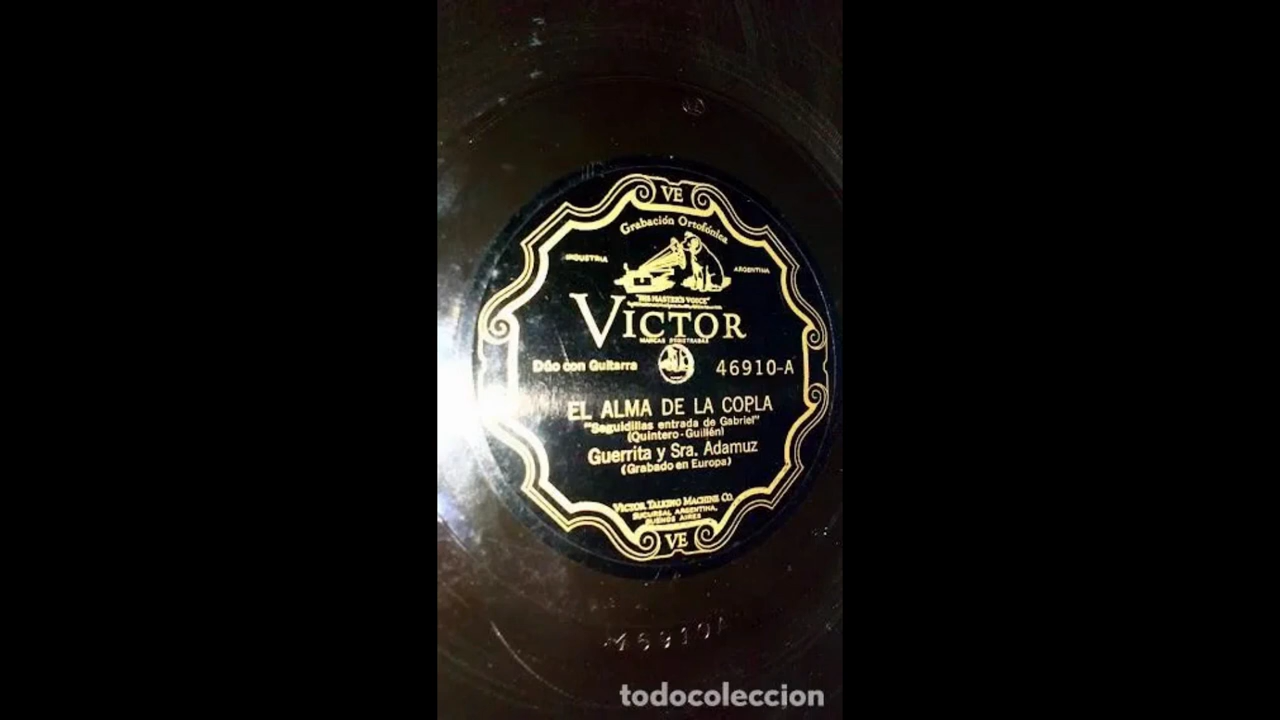 VE
Grabación Ortofónica
INDUSTRIA
ARGENTINA
"HIS MASTER'S VOICE"
VICTOR
MARCAS REGISTRADAS
Dúo con Guitarra
46910-A
EL ALMA DE LA COPLA
"Seguidillas entrada de Gabriel"
(Quintero-Guillén)
Guerrita y Sra. Adamuz
(Grabado en Europa)
VICTOR TALKING MACHINE CO.
SUCURSAL ARGENTINA,
BUENOS AIRES
VE
46910A
todocoleccion